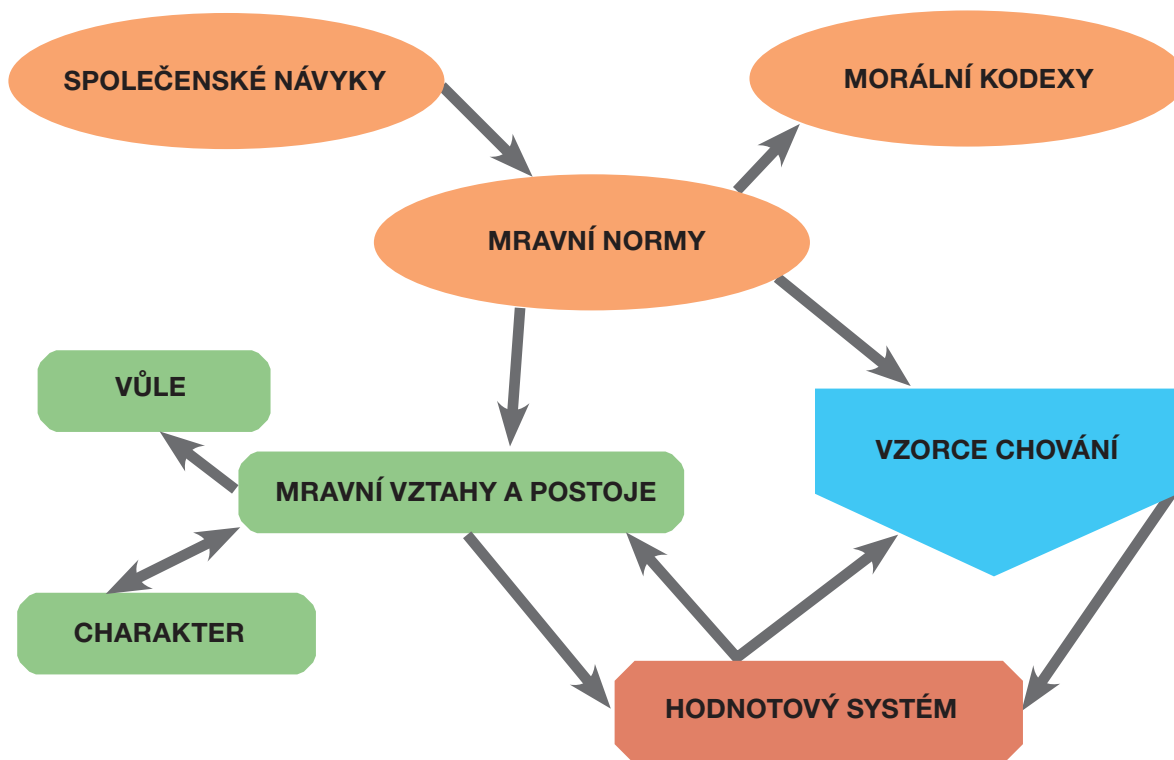 SPOLEČENSKÉ NÁVYKY
MORÁLNÍ KODEXY
MRAVNÍ NORMY
VŮLE
VZORCE CHOVÁNÍ
MRAVNÍ VZTAHY A POSTOJE
CHARAKTER
HODNOTOVÝ SYSTÉM